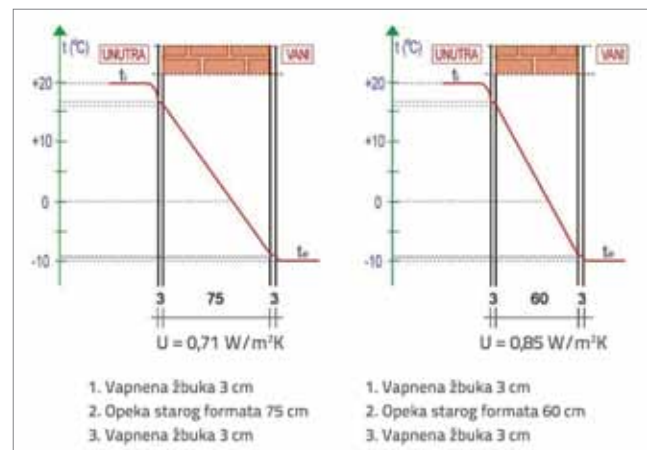 t (°C)
UNUTRA
VANI
tᵢ
+20
+10
0
-10
tₑ
3 75 3
U = 0,71 W/m²K
1. Vapnena žbuka 3 cm
2. Opeka starog formata 75 cm
3. Vapnena žbuka 3 cm
t (°C)
UNUTRA
VANI
tᵢ
+20
+10
0
-10
tₑ
3 60 3
U = 0,85 W/m²K
1. Vapnena žbuka 3 cm
2. Opeka starog formata 60 cm
3. Vapnena žbuka 3 cm